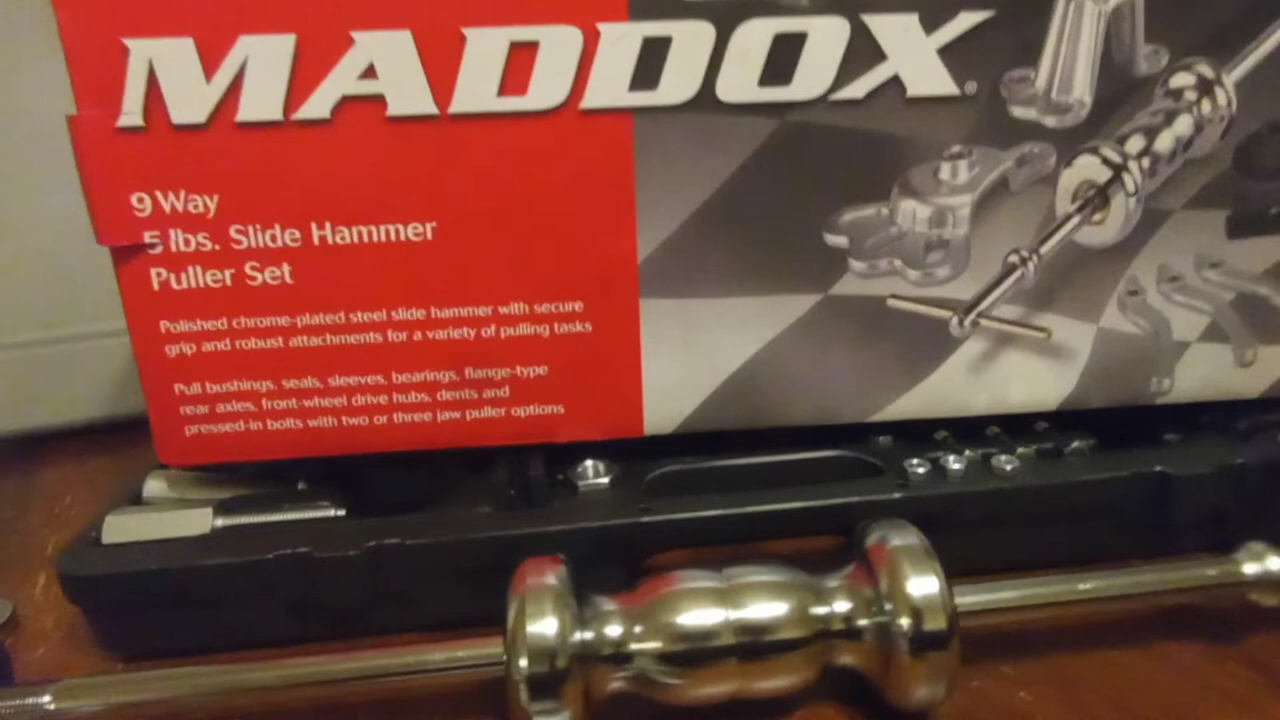 MADDOX®
9 Way
5 lbs. Slide Hammer
Puller Set
Polished chrome-plated steel slide hammer with secure
grip and robust attachments for a variety of pulling tasks
Pull bushings, seals, sleeves, bearings, flange-type
rear axles, front-wheel drive hubs, dents and
pressed-in bolts with two or three jaw puller options